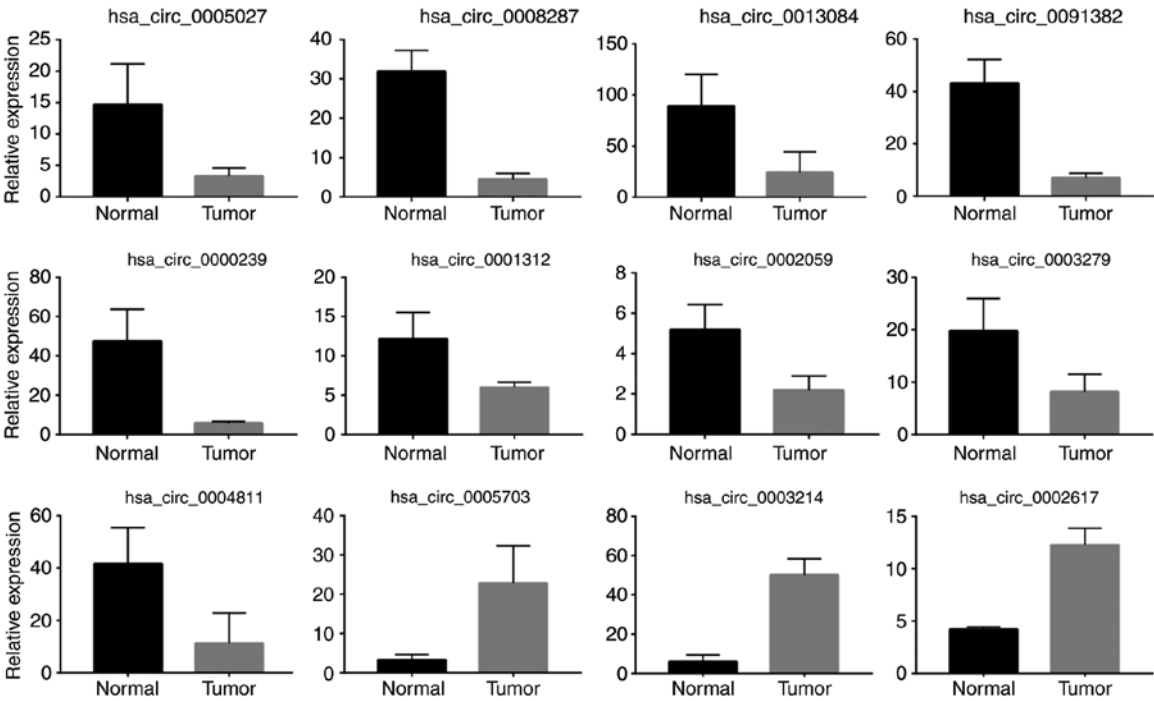 hsa_circ_0005027
hsa_circ_0008287
hsa_circ_0013084
hsa_circ_0091382
Relative expression
25
20
15
10
5
0
Normal Tumor
40
30
20
10
0
Normal Tumor
150
100
50
0
Normal Tumor
60
40
20
0
Normal Tumor
hsa_circ_0000239
hsa_circ_0001312
hsa_circ_0002059
hsa_circ_0003279
Relative expression
80
60
40
20
0
Normal Tumor
20
15
10
5
0
Normal Tumor
8
6
4
2
0
Normal Tumor
30
20
10
0
Normal Tumor
hsa_circ_0004811
hsa_circ_0005703
hsa_circ_0003214
hsa_circ_0002617
Relative expression
60
40
20
0
Normal Tumor
40
30
20
10
0
Normal Tumor
80
60
40
20
0
Normal Tumor
15
10
5
0
Normal Tumor